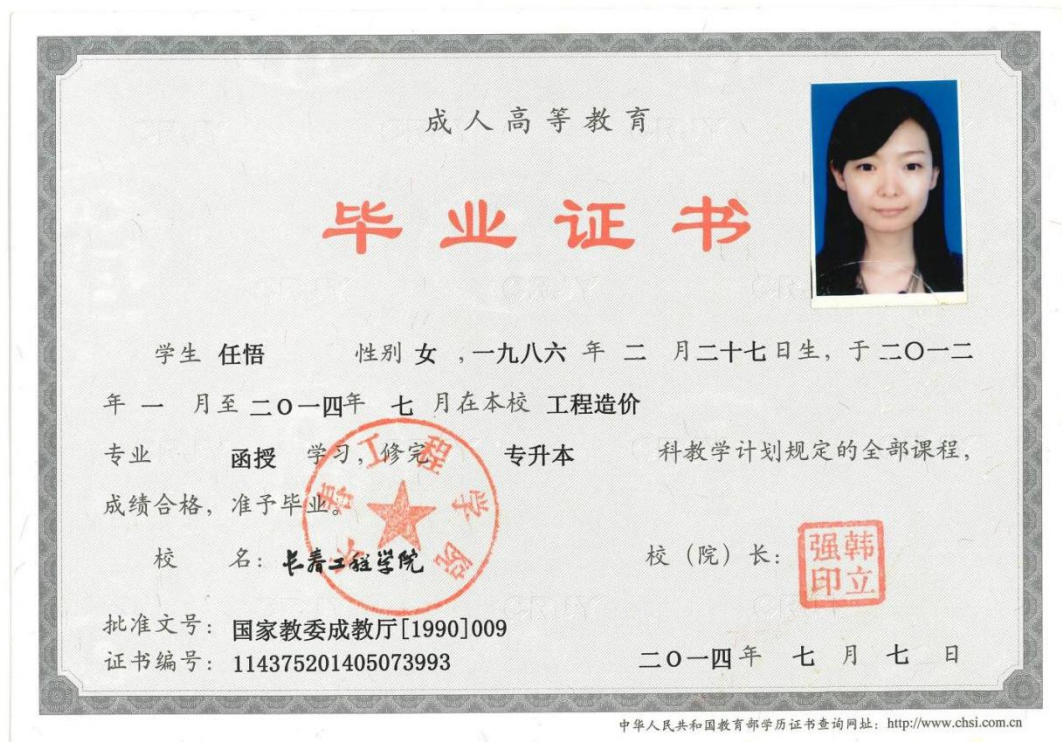 成人高等教育
毕业证书
学生 任悟 性别 女 ,一九八六 年 二 月二十七日生, 于 二〇一二
年 一 月至 二〇一四年 七 月在本校 工程造价
专业 函授 学习, 修完 专升本 科教学计划规定的全部课程,
成绩合格, 准予毕业。
长春工程学院
校 名: 长春工程学院 校（院）长:
韩立强印
批准文号: 国家教委成教厅[1990]009
证书编号: 114375201405073993 二〇一四年 七 月 七 日
中华人民共和国教育部学历证书查询网址: http://www.chsi.com.cn